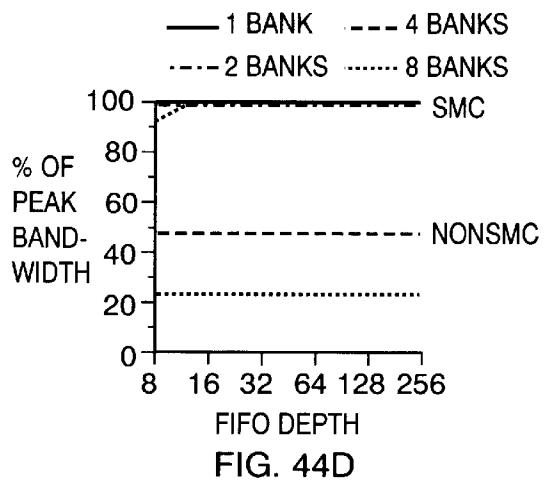 1 BANK
4 BANKS
2 BANKS
8 BANKS
% OF
PEAK
BAND-
WIDTH
100
80
60
40
20
0
SMC
NONSMC
8 16 32 64 128 256
FIFO DEPTH
FIG. 44D